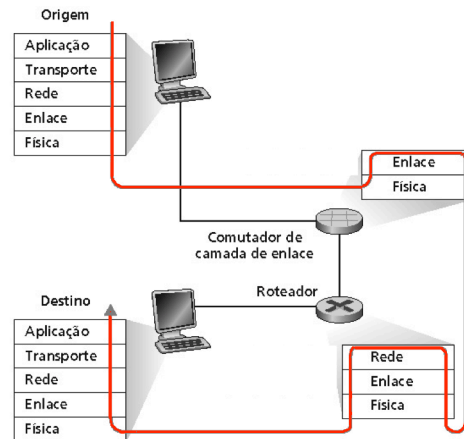 Origem
Aplicação
Transporte
Rede
Enlace
Física
Enlace
Física
Comutador de
camada de enlace
Roteador
Destino
Aplicação
Transporte
Rede
Enlace
Física
Rede
Enlace
Física